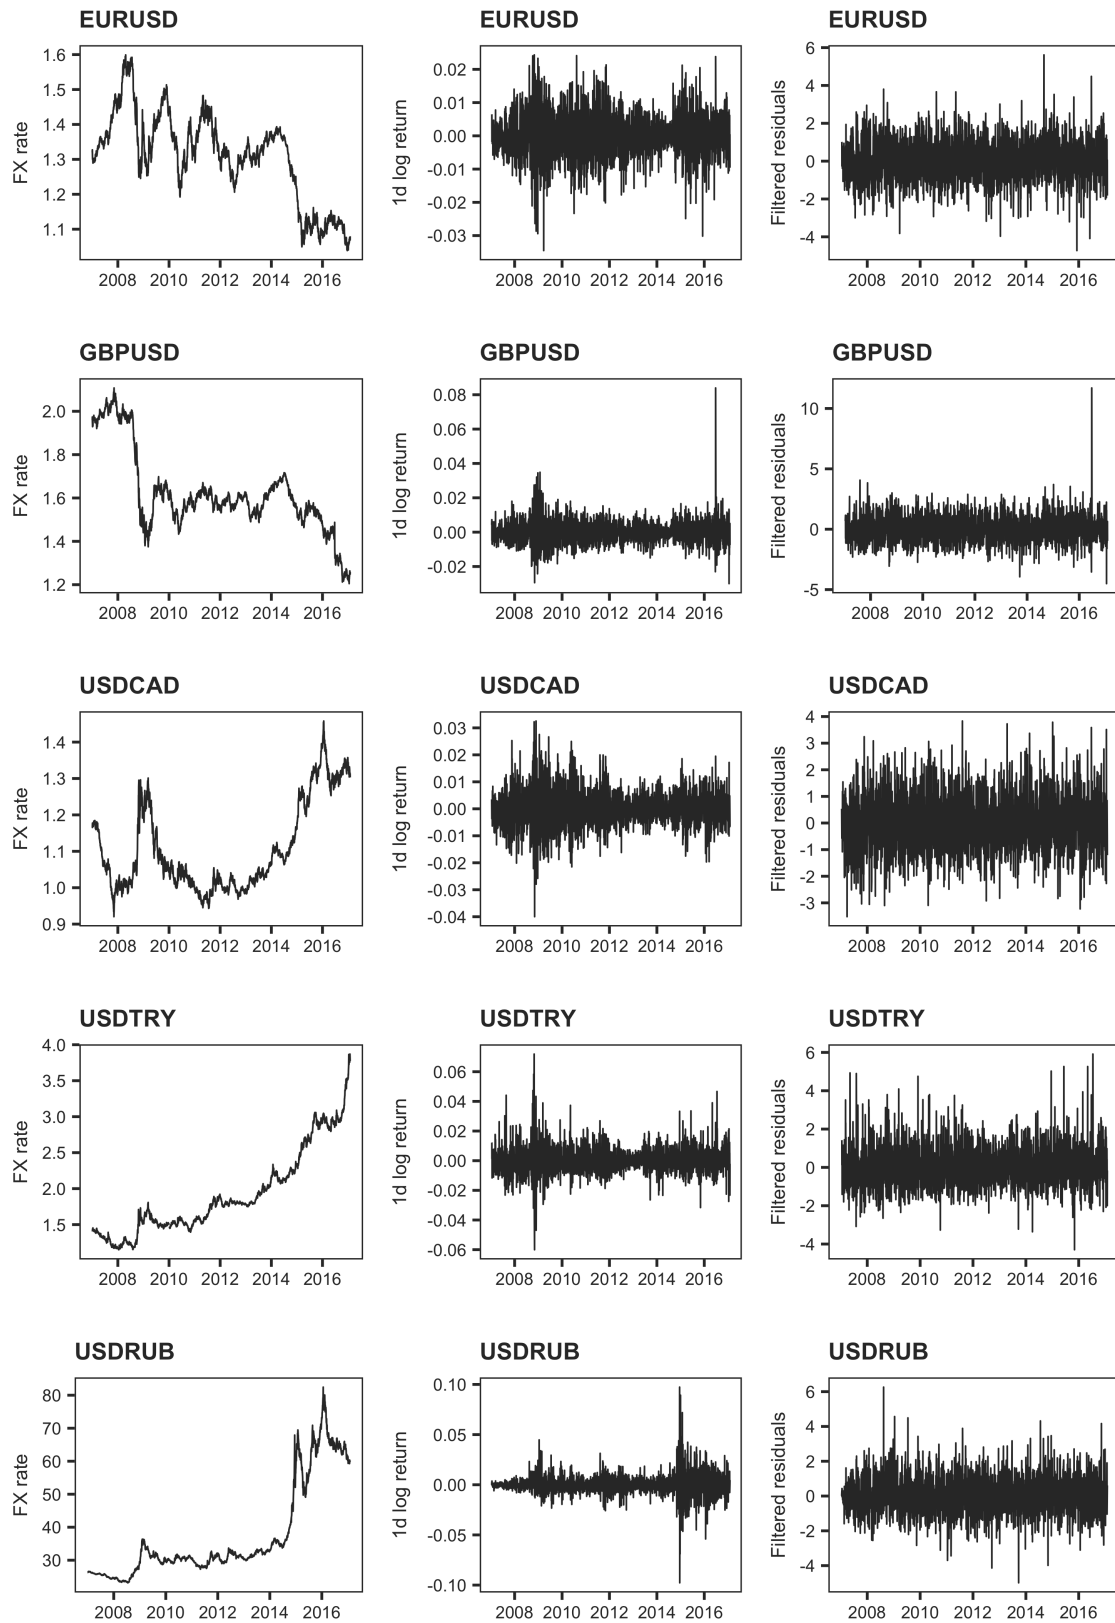 EURUSD EURUSD EURUSD
FX rate
1.6
1.5
1.4
1.3
1.2
1.1
2008 2010 2012 2014 2016
1d log return
0.02
0.01
0.00
-0.01
-0.02
-0.03
2008 2010 2012 2014 2016
Filtered residuals
6
4
2
0
-2
-4
2008 2010 2012 2014 2016
GBPUSD GBPUSD GBPUSD
FX rate
2.0
1.8
1.6
1.4
1.2
2008 2010 2012 2014 2016
1d log return
0.08
0.06
0.04
0.02
0.00
-0.02
2008 2010 2012 2014 2016
Filtered residuals
10
5
0
-5
2008 2010 2012 2014 2016
USDCAD USDCAD USDCAD
FX rate
1.4
1.3
1.2
1.1
1.0
0.9
2008 2010 2012 2014 2016
1d log return
0.03
0.02
0.01
0.00
-0.01
-0.02
-0.03
-0.04
2008 2010 2012 2014 2016
Filtered residuals
4
3
2
1
0
-1
-2
-3
2008 2010 2012 2014 2016
USDTRY USDTRY USDTRY
FX rate
4.0
3.5
3.0
2.5
2.0
1.5
2008 2010 2012 2014 2016
1d log return
0.06
0.04
0.02
0.00
-0.02
-0.04
-0.06
2008 2010 2012 2014 2016
Filtered residuals
6
4
2
0
-2
-4
2008 2010 2012 2014 2016
USDRUB USDRUB USDRUB
FX rate
80
70
60
50
40
30
2008 2010 2012 2014 2016
1d log return
0.10
0.05
0.00
-0.05
-0.10
2008 2010 2012 2014 2016
Filtered residuals
6
4
2
0
-2
-4
2008 2010 2012 2014 2016